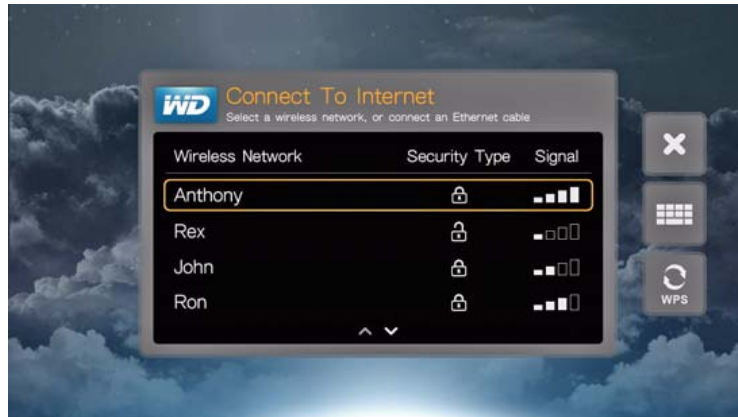 WD
Connect To Internet
Select a wireless network, or connect an Ethernet cable
Wireless Network Security Type Signal
Anthony
Rex
John
Ron
WPS